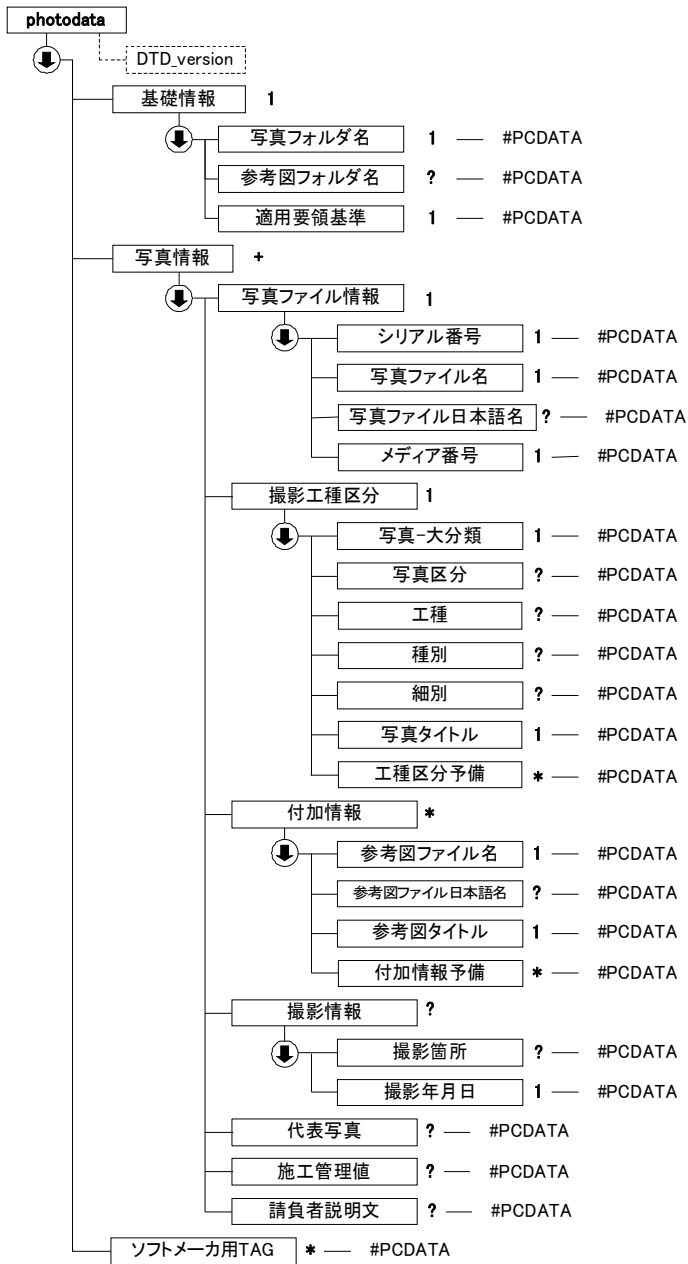 photodata
DTD_version
基礎情報 1
写真フォルダ名 1 — #PCDATA
参考図フォルダ名 ? — #PCDATA
適用要領基準 1 — #PCDATA
写真情報 +
写真ファイル情報 1
シリアル番号 1 — #PCDATA
写真ファイル名 1 — #PCDATA
写真ファイル日本語名 ? — #PCDATA
メディア番号 1 — #PCDATA
撮影工種区分 1
写真-大分類 1 — #PCDATA
写真区分 ? — #PCDATA
工種 ? — #PCDATA
種別 ? — #PCDATA
細別 ? — #PCDATA
写真タイトル 1 — #PCDATA
工種区分予備 * — #PCDATA
付加情報 *
参考図ファイル名 1 — #PCDATA
参考図ファイル日本語名 ? — #PCDATA
参考図タイトル 1 — #PCDATA
付加情報予備 * — #PCDATA
撮影情報 ?
撮影箇所 ? — #PCDATA
撮影年月日 1 — #PCDATA
代表写真 ? — #PCDATA
施工管理値 ? — #PCDATA
請負者説明文 ? — #PCDATA
ソフトメーカ用TAG * — #PCDATA